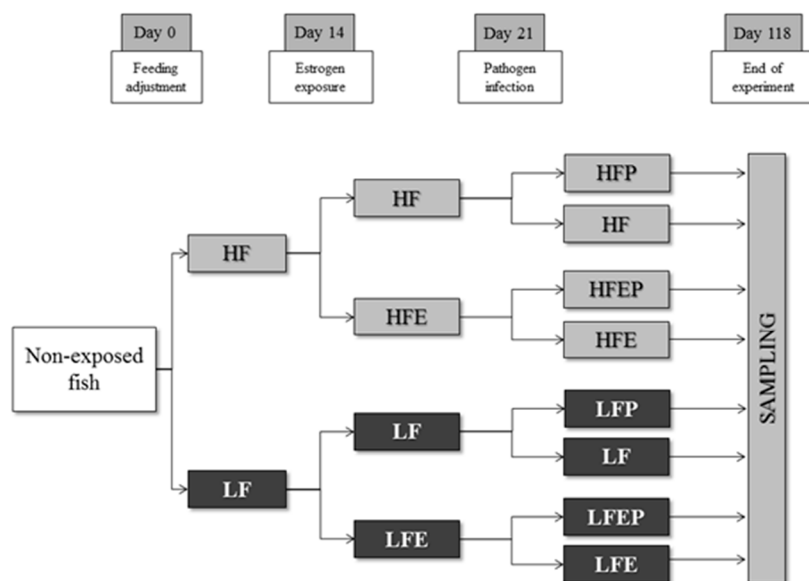 Day 0
Day 14
Day 21
Day 118
Feeding
adjustment
Estrogen
exposure
Pathogen
infection
End of
experiment
HFP
HF
HF
HF
HFEP
HFE
HFE
Non-exposed
fish
SAMPLING
LFP
LF
LF
LF
LFEP
LFE
LFE